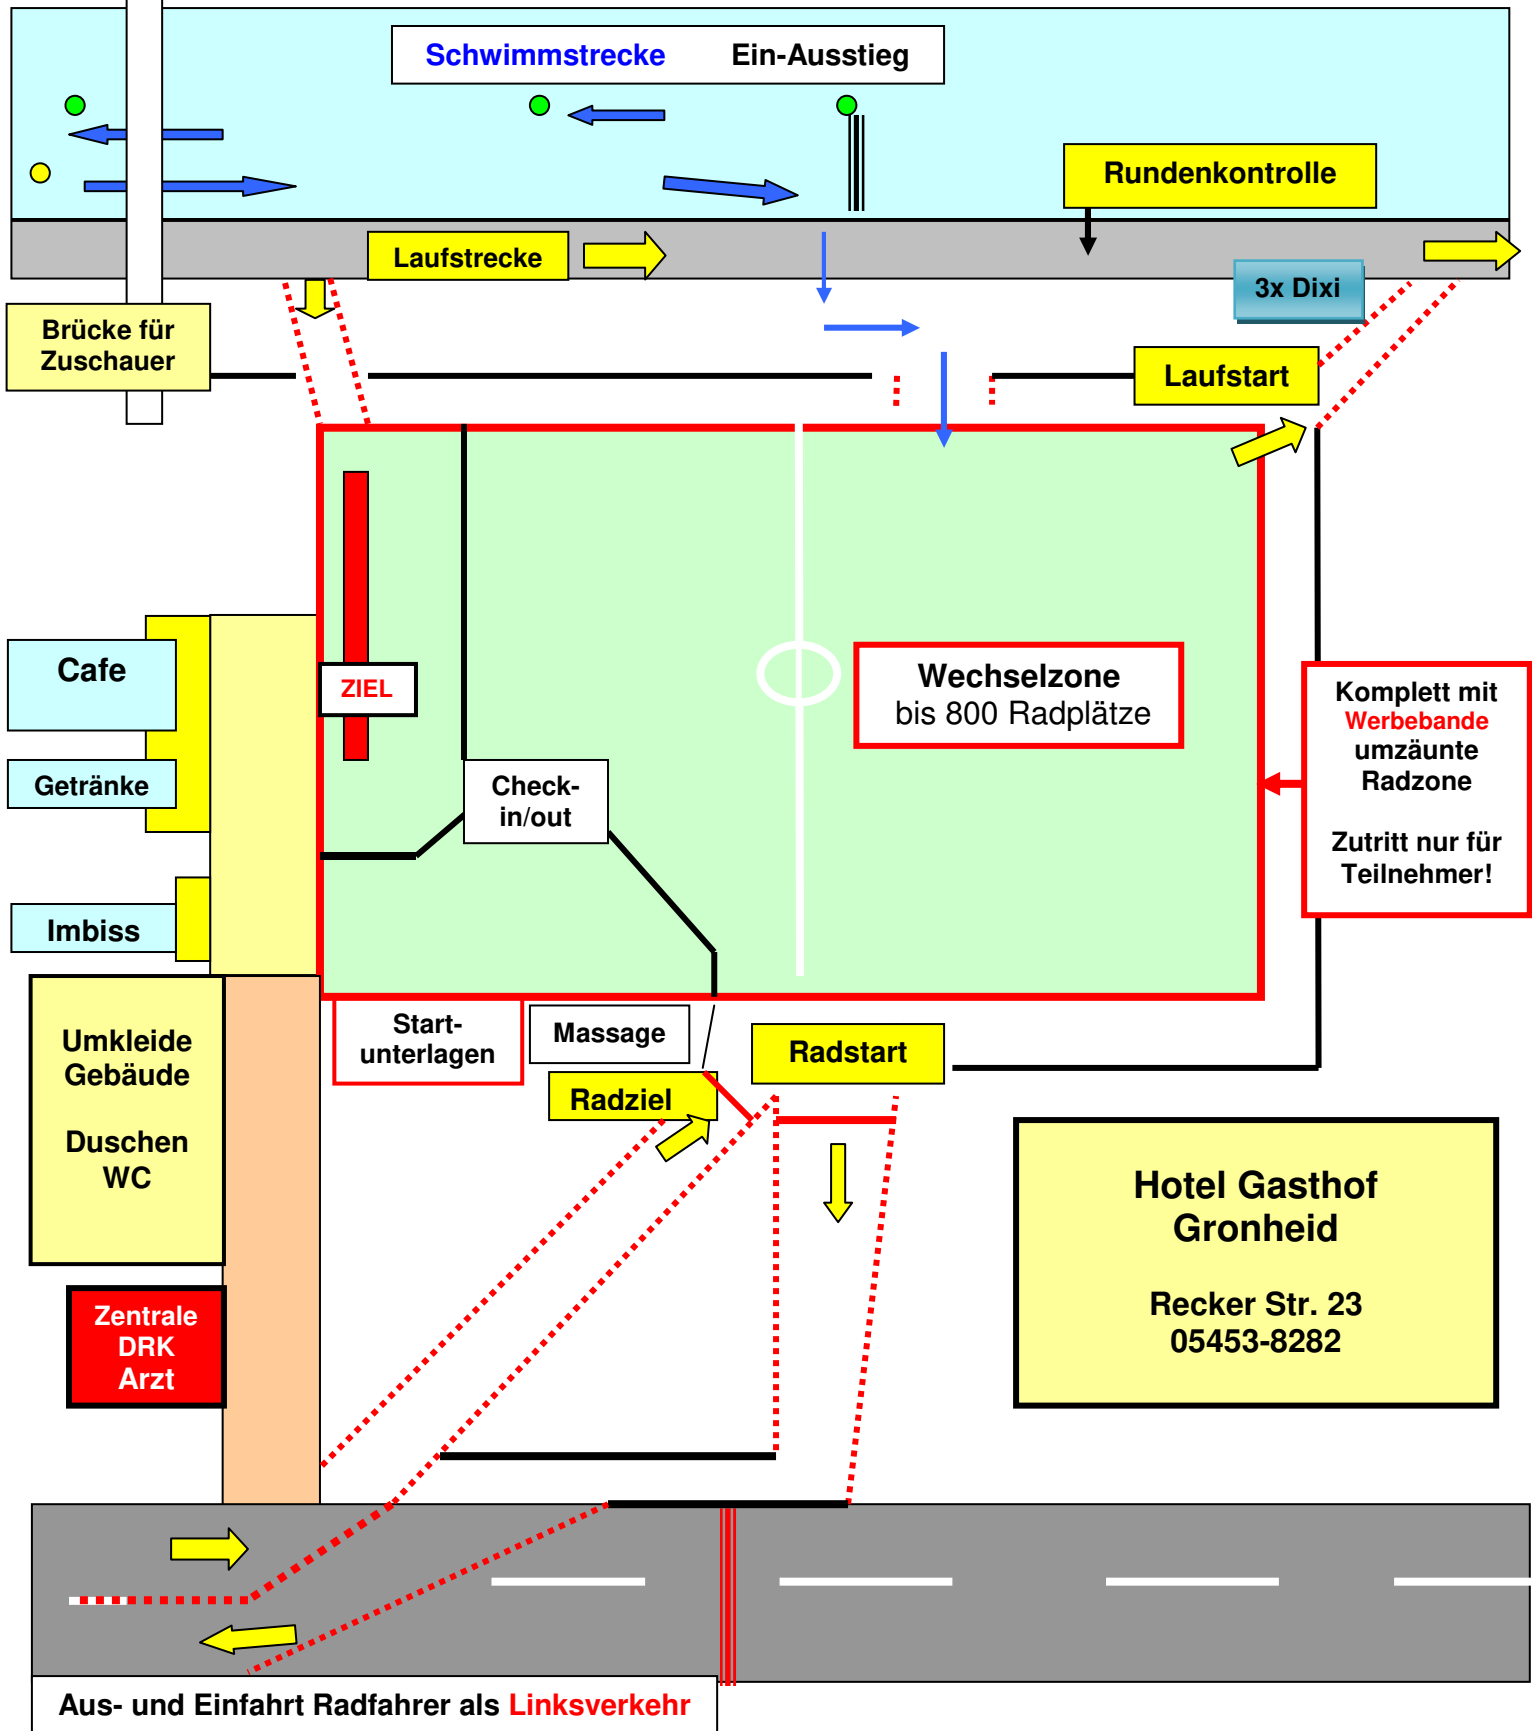 Schwimmstrecke Ein-Ausstieg
Rundenkontrolle
Laufstrecke
3x Dixi
Brücke für
Zuschauer
Laufstart
Cafe
ZIEL
Wechselzone
bis 800 Radplätze
Komplett mit
Werbebande
umzäunte
Radzone
Zutritt nur für
Teilnehmer!
Getränke
Check-
in/out
Imbiss
Umkleide
Gebäude
Duschen
WC
Start-
unterlagen
Massage
Radstart
Radziel
Hotel Gasthof
Gronheid
Recker Str. 23
05453-8282
Zentrale
DRK
Arzt
Aus- und Einfahrt Radfahrer als Linksverkehr